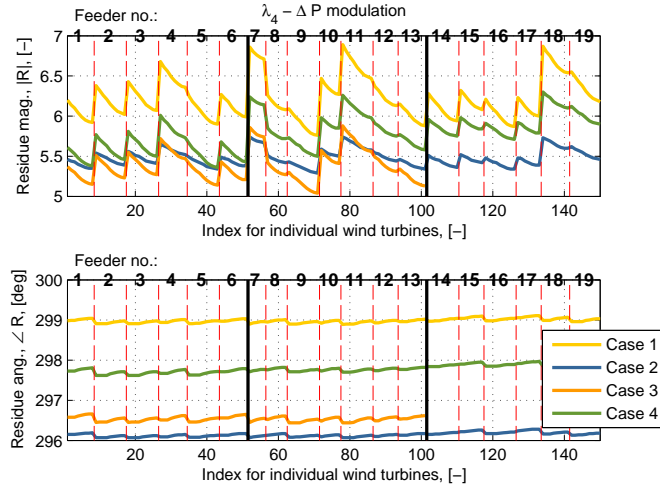 λ₄ − Δ P modulation
Feeder no.:
1 2 3 4 5 6 7 8 9 10 11 12 13 14 15 16 17 18 19
7
6.5
6
5.5
5
Residue mag., |R|, [−]
0 20 40 60 80 100 120 140
Index for individual wind turbines, [−]
Feeder no.:
1 2 3 4 5 6 7 8 9 10 11 12 13 14 15 16 17 18 19
300
299
298
297
296
Residue ang., ∠ R, [deg]
Case 1
Case 2
Case 3
Case 4
0 20 40 60 80 100 120 140
Index for individual wind turbines, [−]